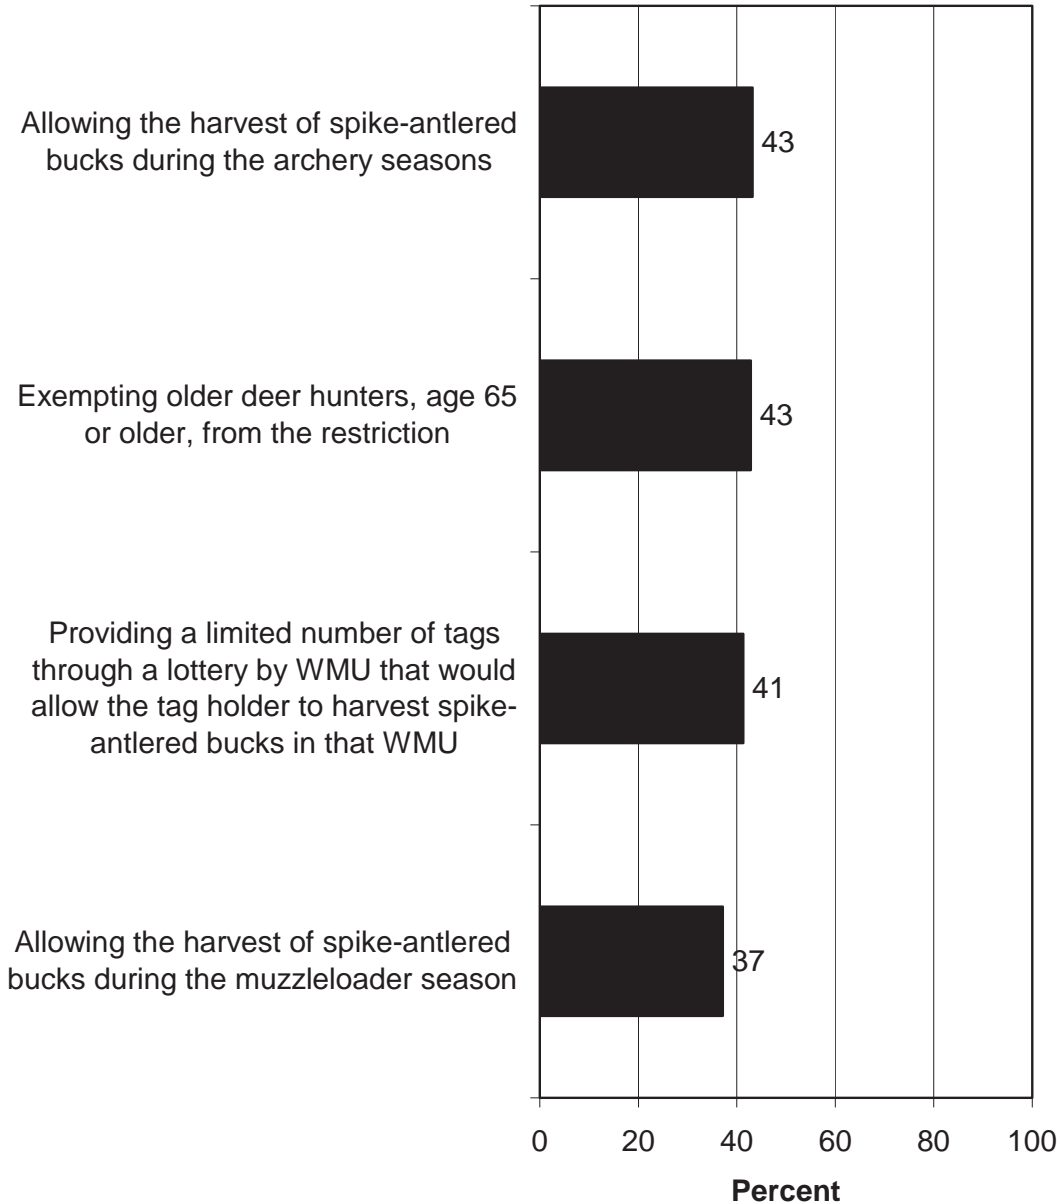 Allowing the harvest of spike-antlered
bucks during the archery seasons
43
Exempting older deer hunters, age 65
or older, from the restriction
43
Providing a limited number of tags
through a lottery by WMU that would
allow the tag holder to harvest spike-
antlered bucks in that WMU
41
Allowing the harvest of spike-antlered
bucks during the muzzleloader season
37
0 20 40 60 80 100
Percent